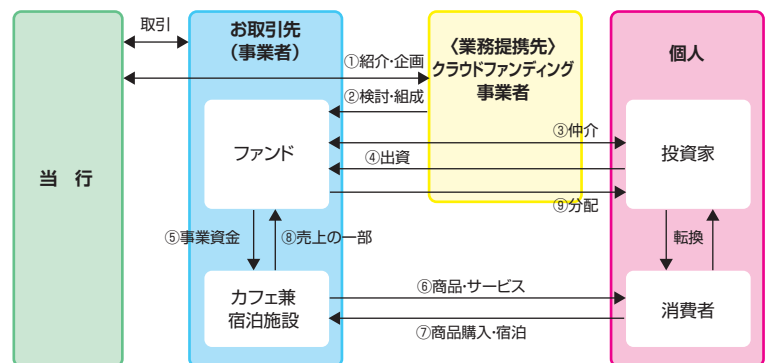 取引
お取引先
（事業者）
〈業務提携先〉
クラウドファンディング
事業者
個人
①紹介・企画
②検討・組成
③仲介
ファンド
投資家
④出資
当　行
⑨分配
⑤事業資金
⑧売上の一部
転換
⑥商品・サービス
カフェ兼
宿泊施設
消費者
⑦商品購入・宿泊